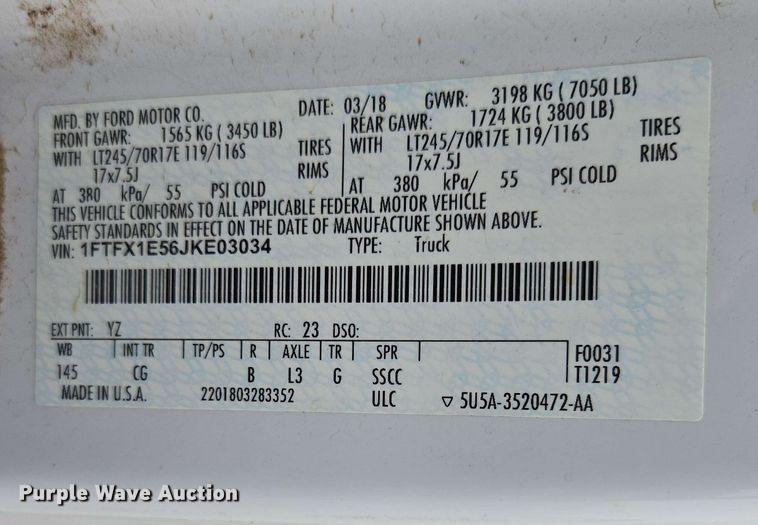 MFD. BY FORD MOTOR CO. DATE: 03/18 GVWR: 3198 KG ( 7050 LB)
FRONT GAWR: 1565 KG ( 3450 LB) REAR GAWR: 1724 KG ( 3800 LB)
WITH LT245/70R17E 119/116S TIRES WITH LT245/70R17E 119/116S TIRES
17x7.5J RIMS 17x7.5J RIMS
AT 380 kPa/ 55 PSI COLD AT 380 kPa/ 55 PSI COLD
THIS VEHICLE CONFORMS TO ALL APPLICABLE FEDERAL MOTOR VEHICLE
SAFETY STANDARDS IN EFFECT ON THE DATE OF MANUFACTURE SHOWN ABOVE.
VIN: 1FTFX1E56JKE03034 TYPE: Truck
EXT PNT: YZ RC: 23 DSO:
WB INT TR TP/PS R AXLE TR SPR F0031
145 CG B L3 G SSCC T1219
MADE IN U.S.A. 2201803283352 ULC ▽ 5U5A-3520472-AA
Purple Wave Auction